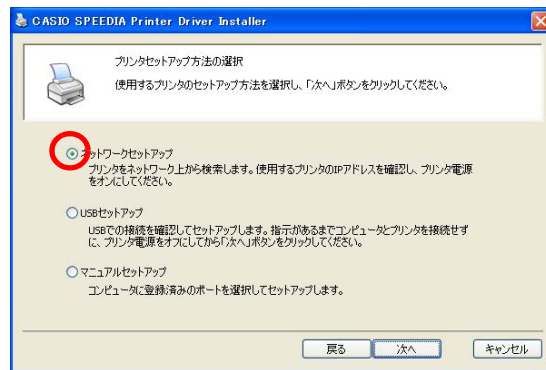 CASIO SPEEDIA Printer Driver Installer
プリンタセットアップ方法の選択
使用するプリンタのセットアップ方法を選択し、「次へ」ボタンをクリックしてください。
ネットワークセットアップ
プリンタをネットワーク上から検索します。使用するプリンタのIPアドレスを確認し、プリンタ電源
をオンにしてください。
USBセットアップ
USBでの接続を確認してセットアップします。指示があるまでコンピュータとプリンタを接続せず
に、プリンタ電源をオフにしてから「次へ」ボタンをクリックしてください。
マニュアルセットアップ
コンピュータに登録済みのポートを選択してセットアップします。
戻る 次へ キャンセル